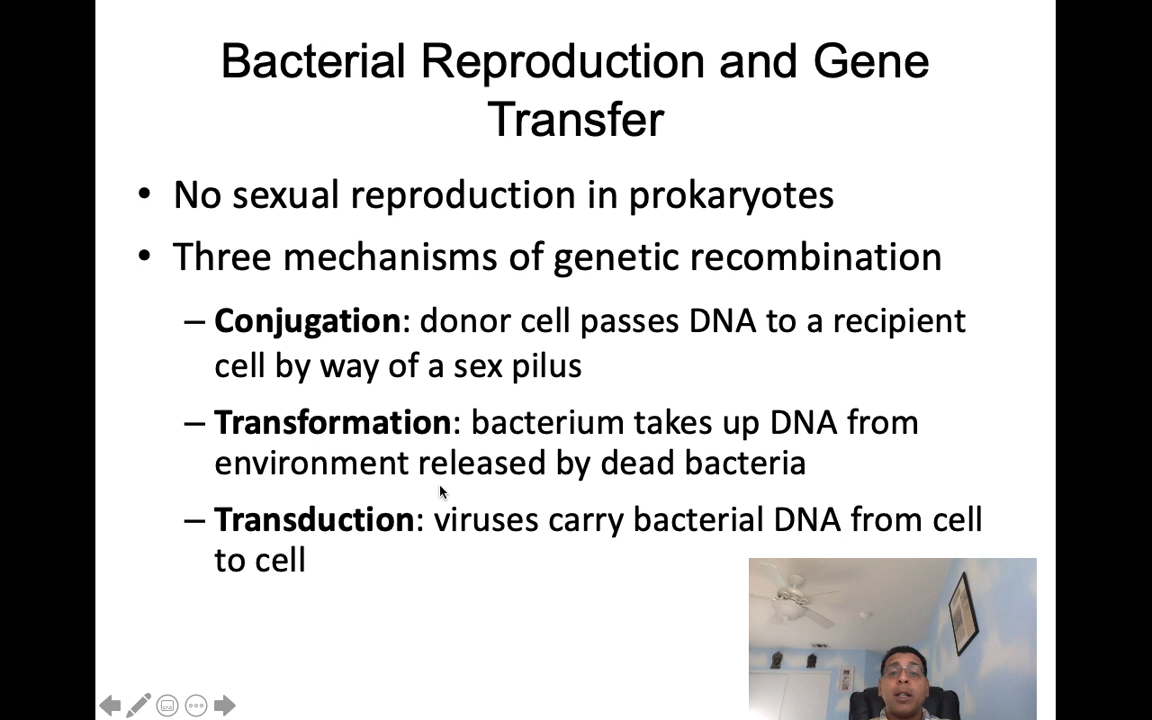 Bacterial Reproduction and Gene
Transfer
• No sexual reproduction in prokaryotes
• Three mechanisms of genetic recombination
– Conjugation: donor cell passes DNA to a recipient
cell by way of a sex pilus
– Transformation: bacterium takes up DNA from
environment released by dead bacteria
– Transduction: viruses carry bacterial DNA from cell
to cell